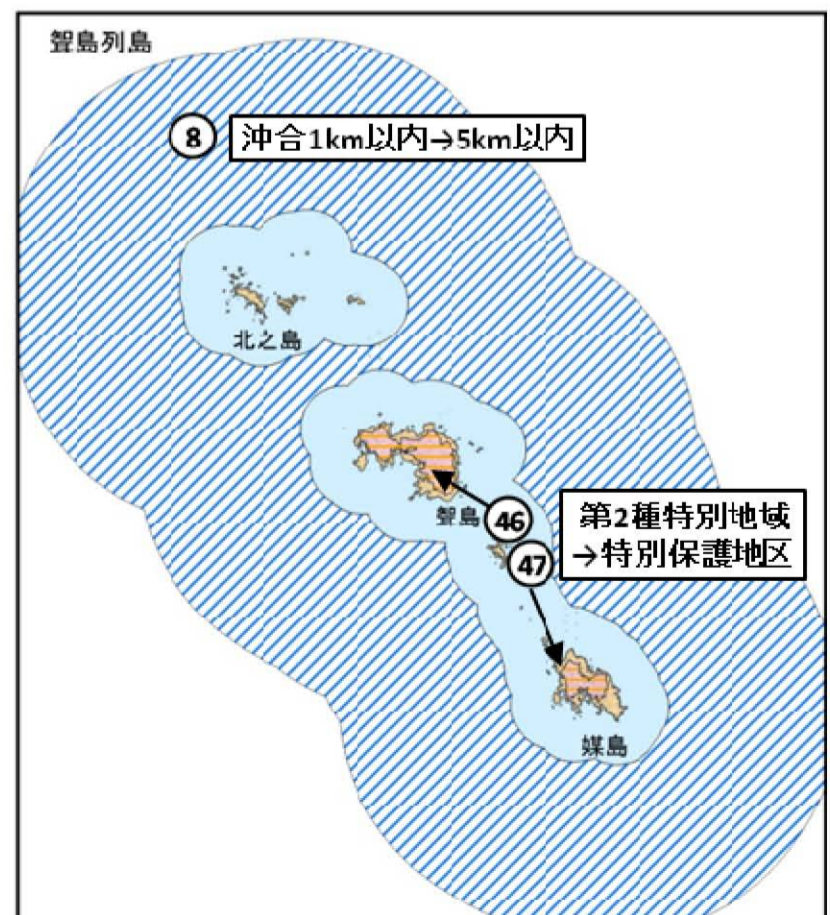 聟島列島
8
沖合1km以内→5km以内
北之島
聟島
46
47
第2種特別地域
→特別保護地区
媒島